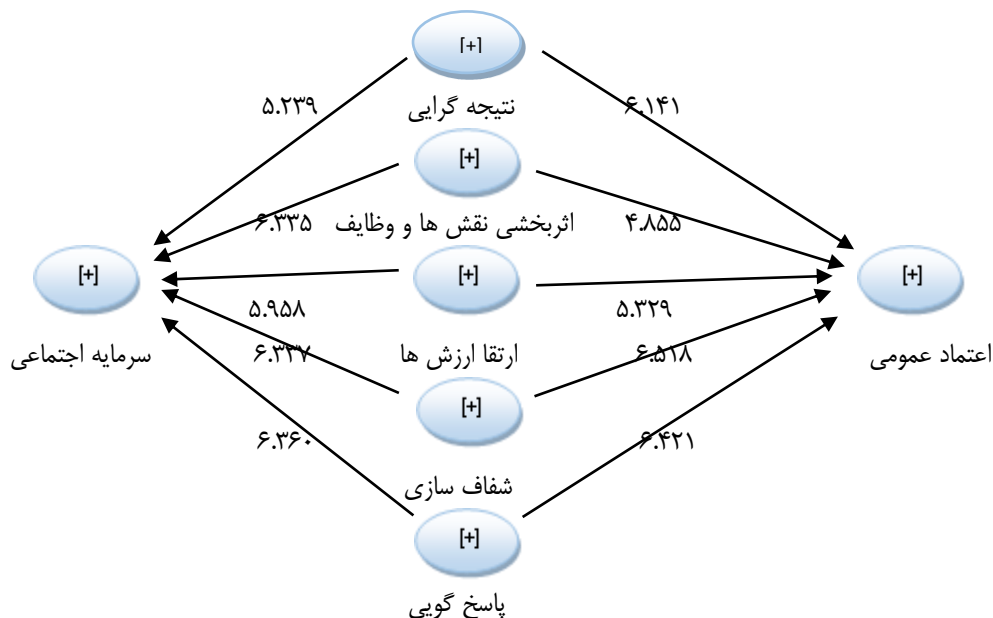 [+]
۵.۲۳۹ نتیجه گرایی ۶.۱۴۱
[+]
۶.۳۳۵ اثربخشی نقش ها و وظایف ۴.۸۵۵
[+] [+] [+]
۵.۹۵۸ ۵.۳۲۹
سرمایه اجتماعی ۶.۳۳۷ ارتقا ارزش ها ۶.۵۱۸ اعتماد عمومی
[+]
۶.۳۶۰ ۶.۴۲۱
شفاف سازی
[+]
پاسخ گویی